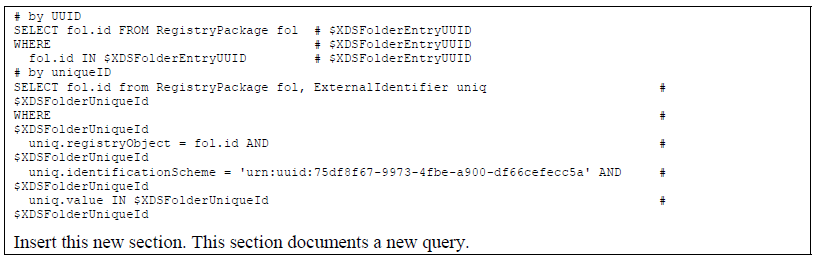 # by UUID
SELECT fol.id FROM RegistryPackage fol # $XDSFolderEntryUUID
WHERE # $XDSFolderEntryUUID
fol.id IN $XDSFolderEntryUUID # $XDSFolderEntryUUID
# by uniqueID
SELECT fol.id from RegistryPackage fol, ExternalIdentifier uniq #
$XDSFolderUniqueId
WHERE #
$XDSFolderUniqueId
uniq.registryObject = fol.id AND #
$XDSFolderUniqueId
uniq.identificationScheme = 'urn:uuid:75df8f67-9973-4fbe-a900-df66cefecc5a' AND #
$XDSFolderUniqueId
uniq.value IN $XDSFolderUniqueId #
$XDSFolderUniqueId
Insert this new section. This section documents a new query.